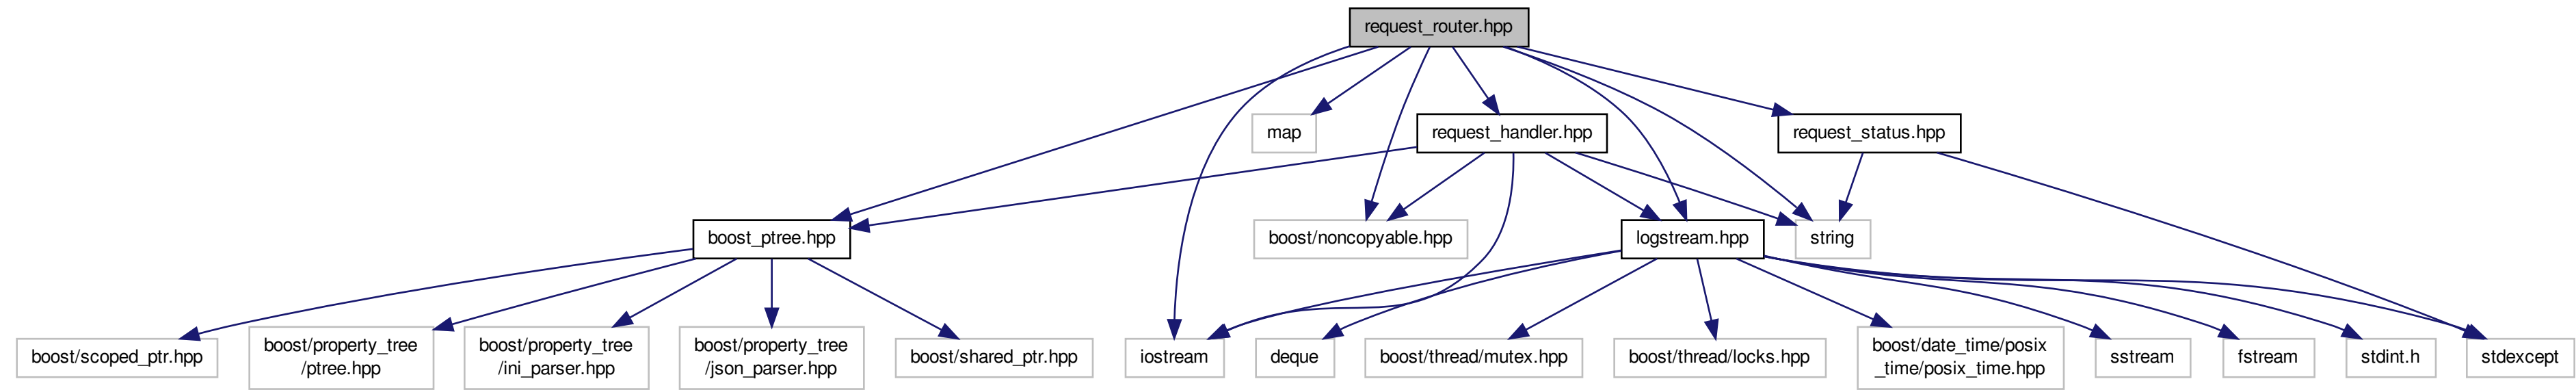 request_router.hpp
map
request_handler.hpp
request_status.hpp
boost_ptree.hpp
boost/noncopyable.hpp
logstream.hpp
string
boost/scoped_ptr.hpp
boost/property_tree
/ptree.hpp
boost/property_tree
/ini_parser.hpp
boost/property_tree
/json_parser.hpp
boost/shared_ptr.hpp
iostream
deque
boost/thread/mutex.hpp
boost/thread/locks.hpp
boost/date_time/posix
_time/posix_time.hpp
sstream
fstream
stdint.h
stdexcept